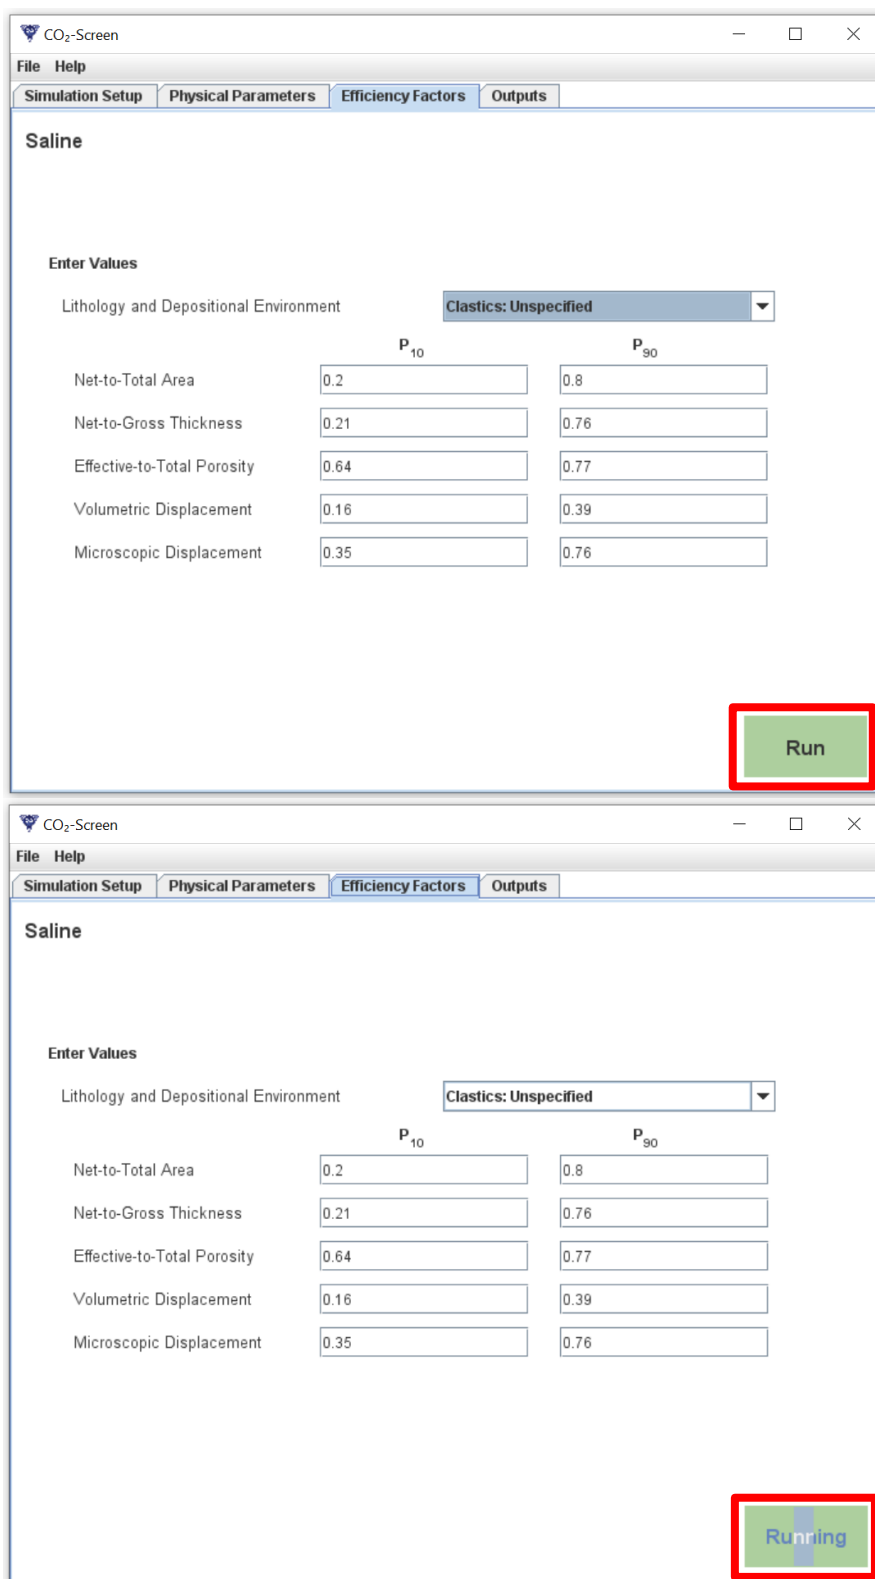 CO₂-Screen
File Help
Simulation Setup Physical Parameters Efficiency Factors Outputs
Saline
Enter Values
Lithology and Depositional Environment Clastics: Unspecified
P₁₀ P₉₀
Net-to-Total Area 0.2 0.8
Net-to-Gross Thickness 0.21 0.76
Effective-to-Total Porosity 0.64 0.77
Volumetric Displacement 0.16 0.39
Microscopic Displacement 0.35 0.76
Run
CO₂-Screen
File Help
Simulation Setup Physical Parameters Efficiency Factors Outputs
Saline
Enter Values
Lithology and Depositional Environment Clastics: Unspecified
P₁₀ P₉₀
Net-to-Total Area 0.2 0.8
Net-to-Gross Thickness 0.21 0.76
Effective-to-Total Porosity 0.64 0.77
Volumetric Displacement 0.16 0.39
Microscopic Displacement 0.35 0.76
Running